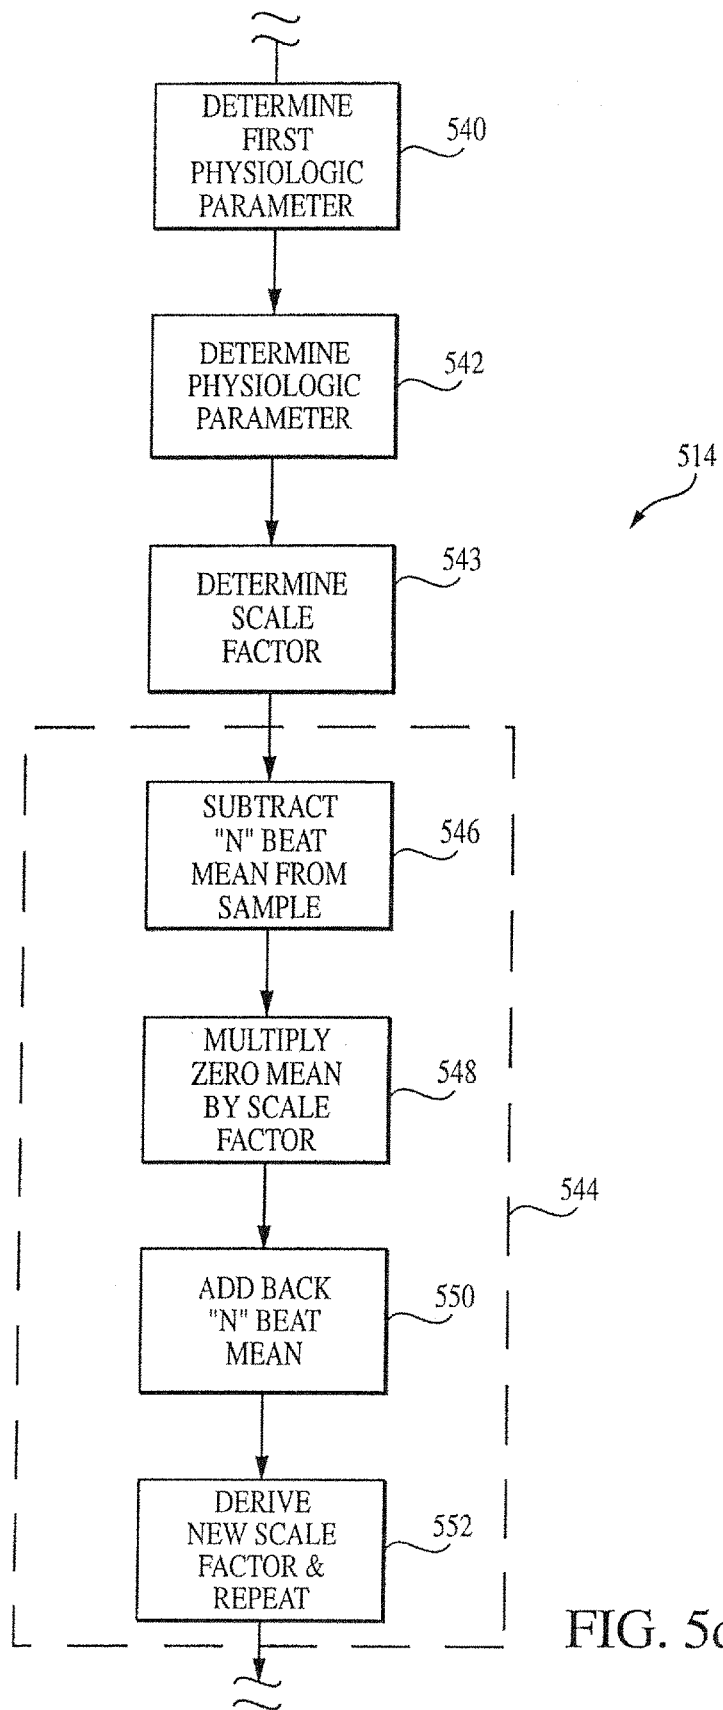 DETERMINE
FIRST
PHYSIOLOGIC
PARAMETER
540
DETERMINE
PHYSIOLOGIC
PARAMETER
542
514
DETERMINE
SCALE
FACTOR
543
SUBTRACT
"N" BEAT
MEAN FROM
SAMPLE
546
MULTIPLY
ZERO MEAN
BY SCALE
FACTOR
548
544
ADD BACK
"N" BEAT
MEAN
550
DERIVE
NEW SCALE
FACTOR &
REPEAT
552
FIG.